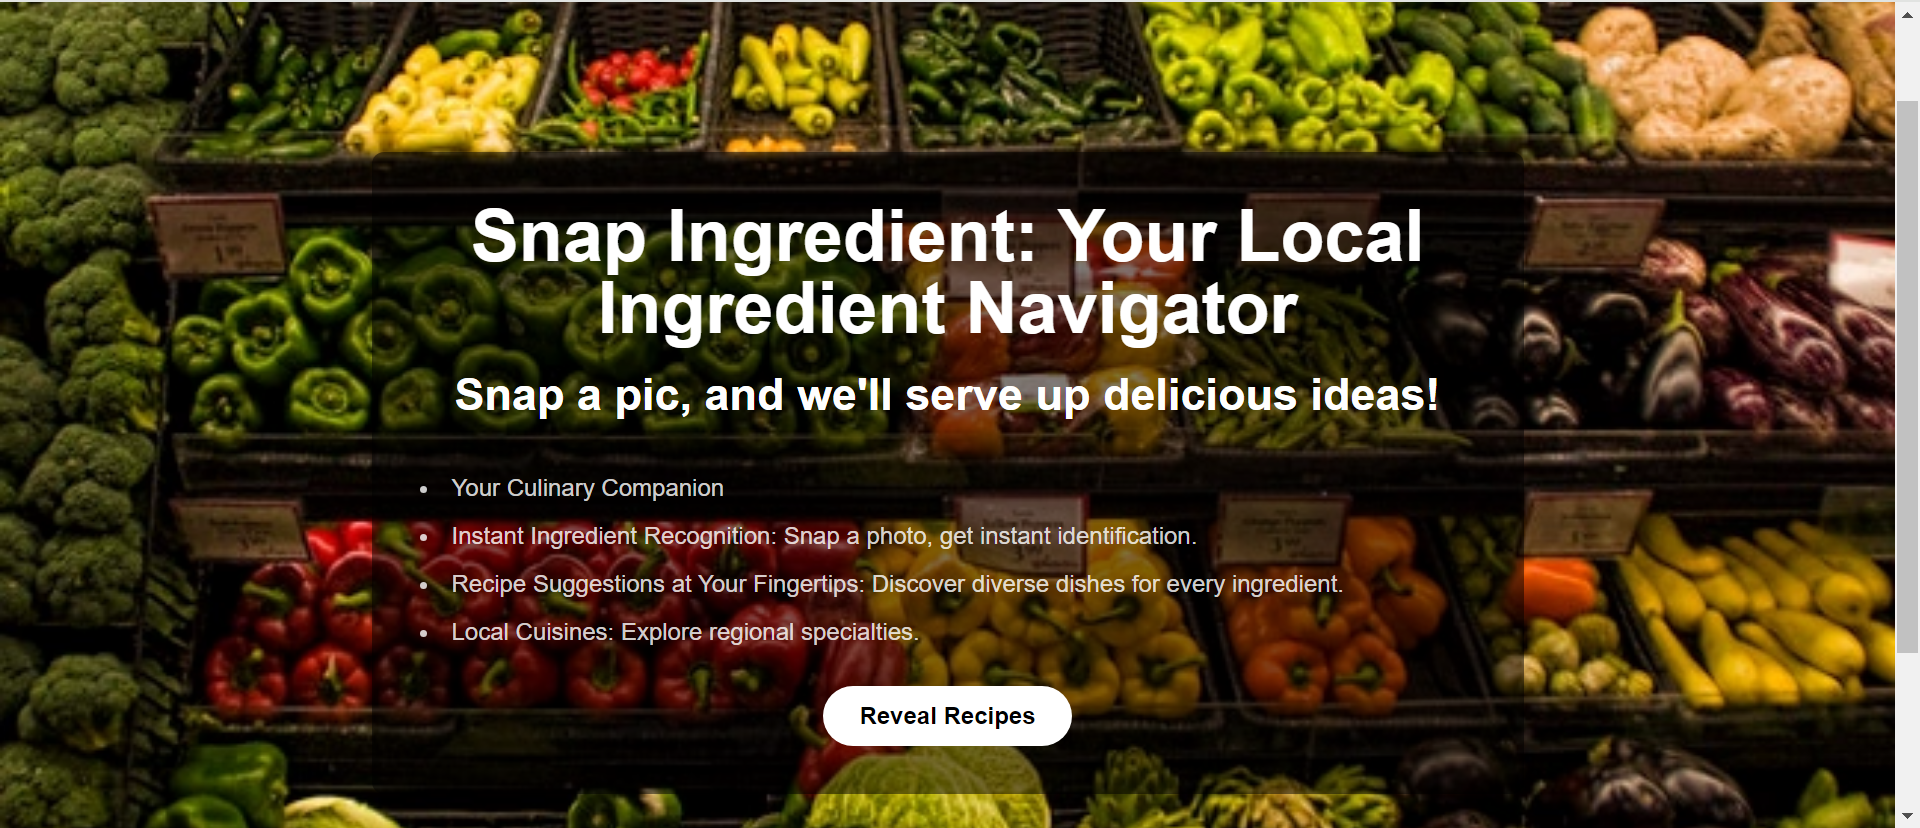 Snap Ingredient: Your Local
Ingredient Navigator
Snap a pic, and we'll serve up delicious ideas!
Your Culinary Companion
Instant Ingredient Recognition: Snap a photo, get instant identification.
Recipe Suggestions at Your Fingertips: Discover diverse dishes for every ingredient.
Local Cuisines: Explore regional specialties.
Reveal Recipes